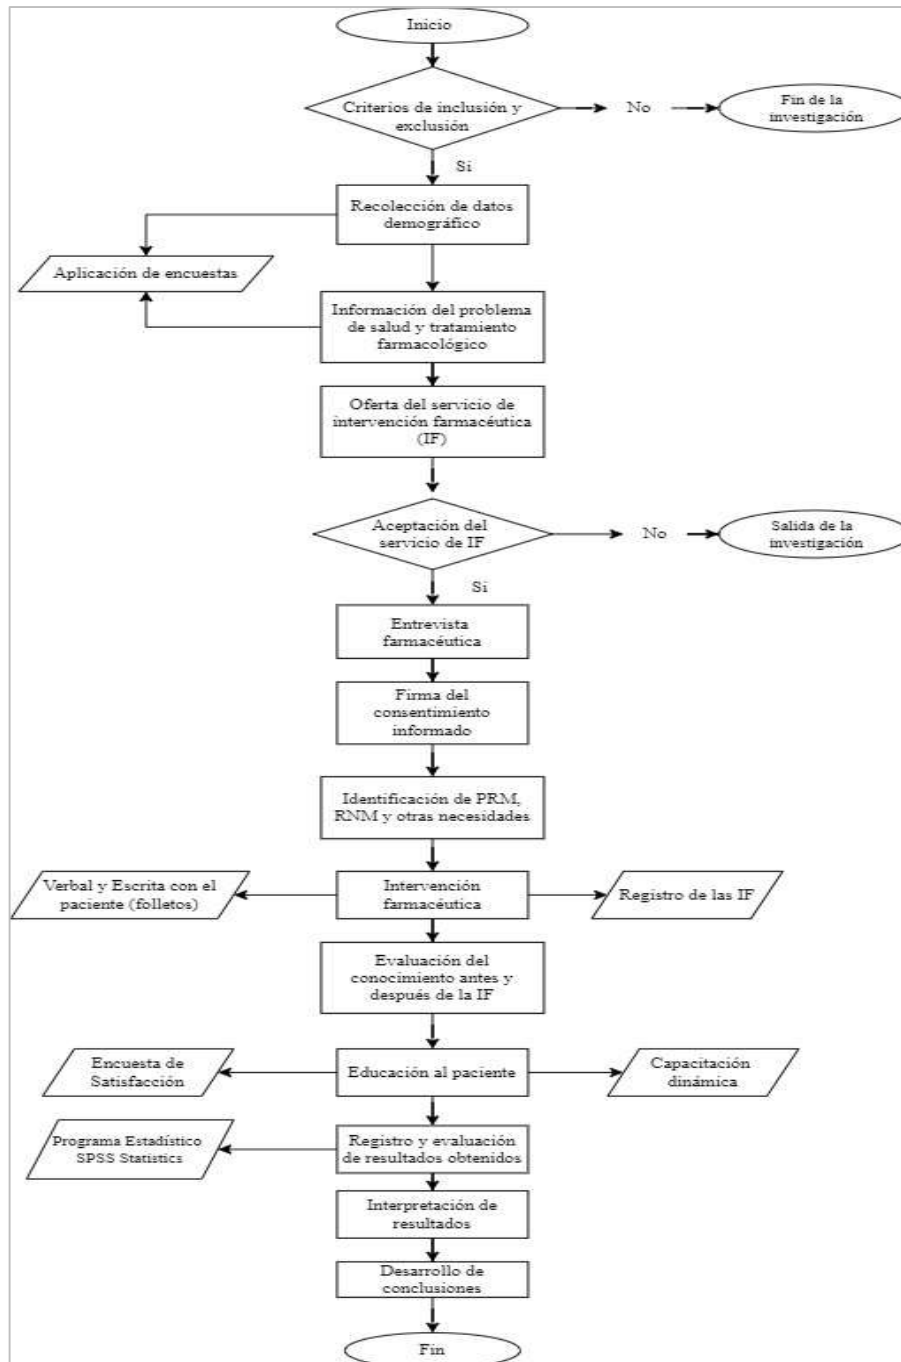 Inicio
Criterios de inclusión y
exclusión
No
Fin de la
investigación
Si
Recolección de datos
demográfico
Aplicación de encuestas
Información del problema
de salud y tratamiento
farmacológico
Oferta del servicio de
intervención farmacéutica
(IF)
Aceptación del
servicio de IF
No
Salida de la
investigación
Si
Entrevista
farmacéutica
Firma del
consentimiento
informado
Identificación de PRM,
RNM y otras necesidades
Verbal y Escrita con el
paciente (folletos)
Intervención
farmacéutica
Registro de las IF
Evaluación del
conocimiento antes y
después de la IF
Encuesta de
Satisfacción
Educación al paciente
Capacitación
dinámica
Programa Estadístico
SPSS Statistics
Registro y evaluación
de resultados obtenidos
Interpretación de
resultados
Desarrollo de
conclusiones
Fin